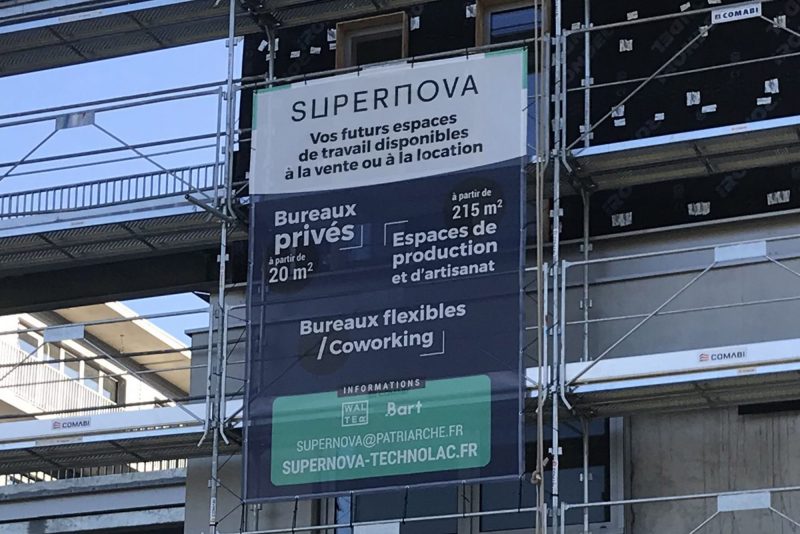 COMABI
SUPERNOVA
Vos futurs espaces
de travail disponibles
à la vente ou à la location
Bureaux
privés
à partir de
20 m²
à partir de
215 m²
Espaces de
production
et d'artisanat
Bureaux flexibles
/Coworking
INFORMATIONS
WAL
TER
.Bart
SUPERNOVA@PATRIARCHE.FR
SUPERNOVA-TECHNOLAC.FR
COMABI
COMABI